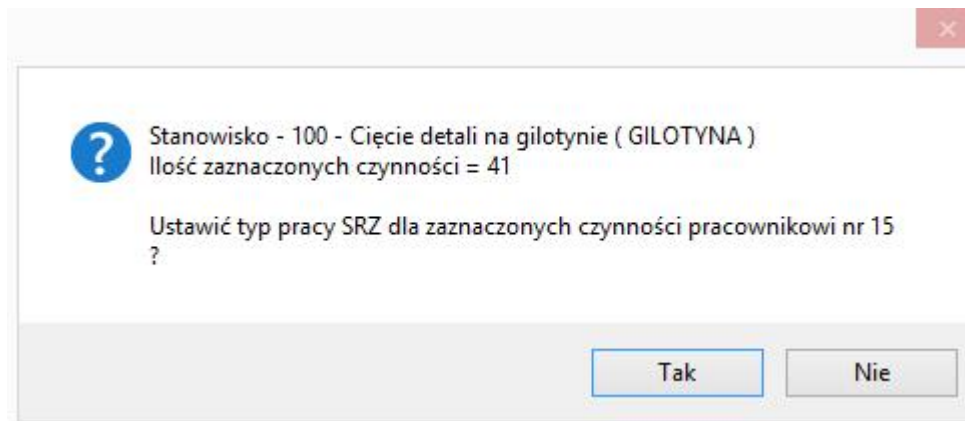 Stanowisko - 100 - Cięcie detali na gilotynie ( GILOTYNA )
Ilość zaznaczonych czynności = 41
Ustawić typ pracy SRZ dla zaznaczonych czynności pracownikowi nr 15
?
Tak
Nie